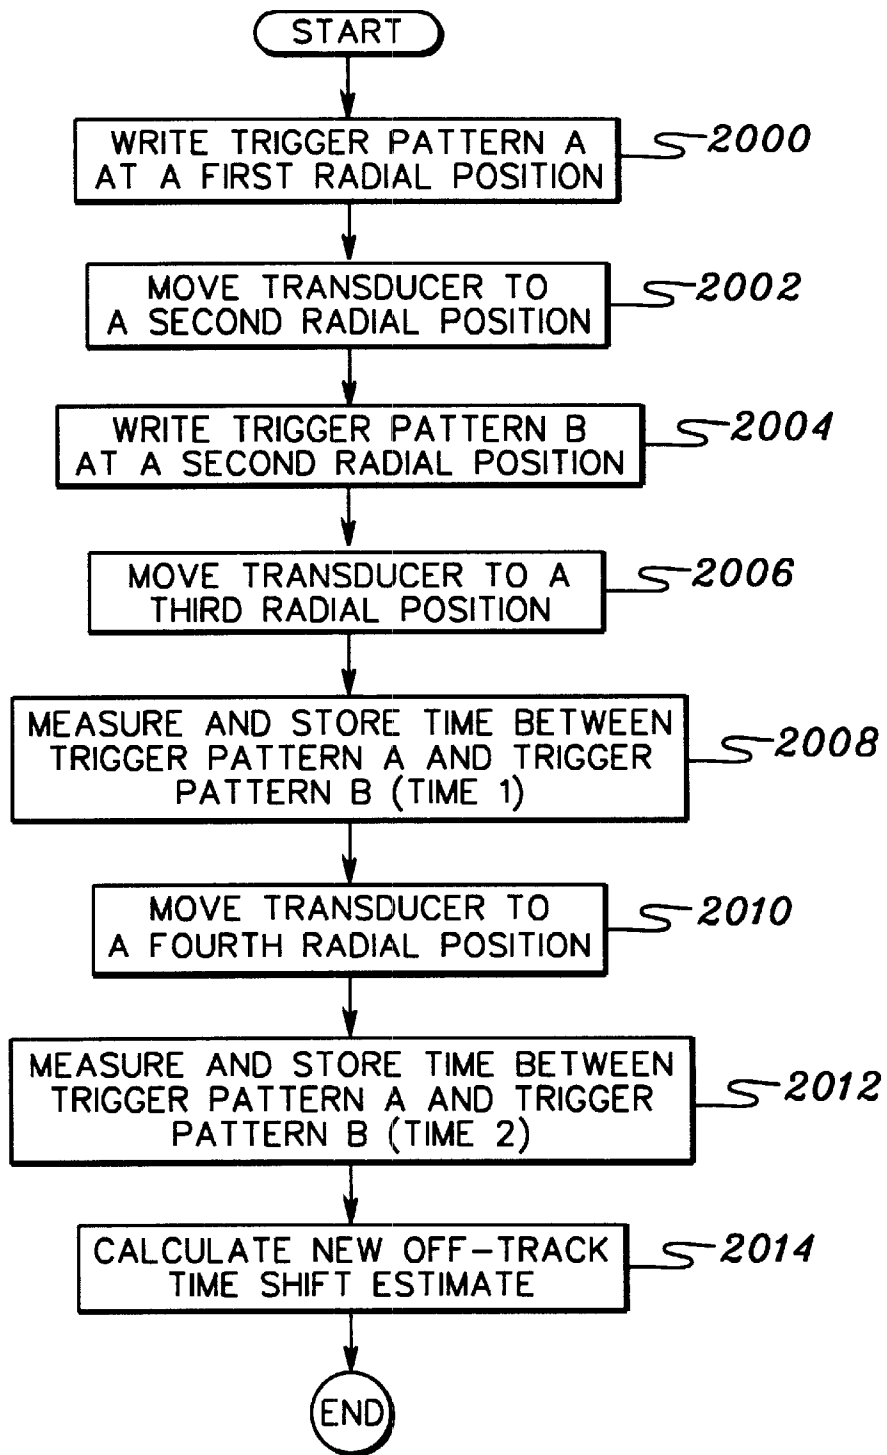 START
WRITE TRIGGER PATTERN A
AT A FIRST RADIAL POSITION
2000
MOVE TRANSDUCER TO
A SECOND RADIAL POSITION
2002
WRITE TRIGGER PATTERN B
AT A SECOND RADIAL POSITION
2004
MOVE TRANSDUCER TO A
THIRD RADIAL POSITION
2006
MEASURE AND STORE TIME BETWEEN
TRIGGER PATTERN A AND TRIGGER
PATTERN B (TIME 1)
2008
MOVE TRANSDUCER TO
A FOURTH RADIAL POSITION
2010
MEASURE AND STORE TIME BETWEEN
TRIGGER PATTERN A AND TRIGGER
PATTERN B (TIME 2)
2012
CALCULATE NEW OFF-TRACK
TIME SHIFT ESTIMATE
2014
END